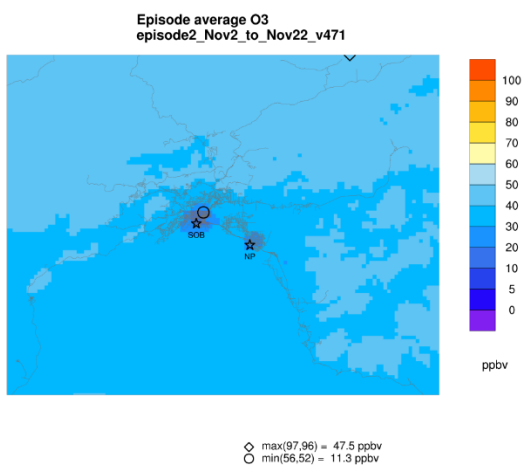 Episode average O3
episode2_Nov2_to_Nov22_v471
100
90
80
70
60
50
40
30
20
10
5
0
SOB
NP
ppbv
max(97,96) = 47.5 ppbv
min(56,52) = 11.3 ppbv